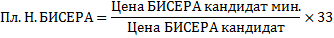 Пл. Н. БИСЕРА = Цена БИСЕРА кандидат мин. / Цена БИСЕРА кандидат × 33